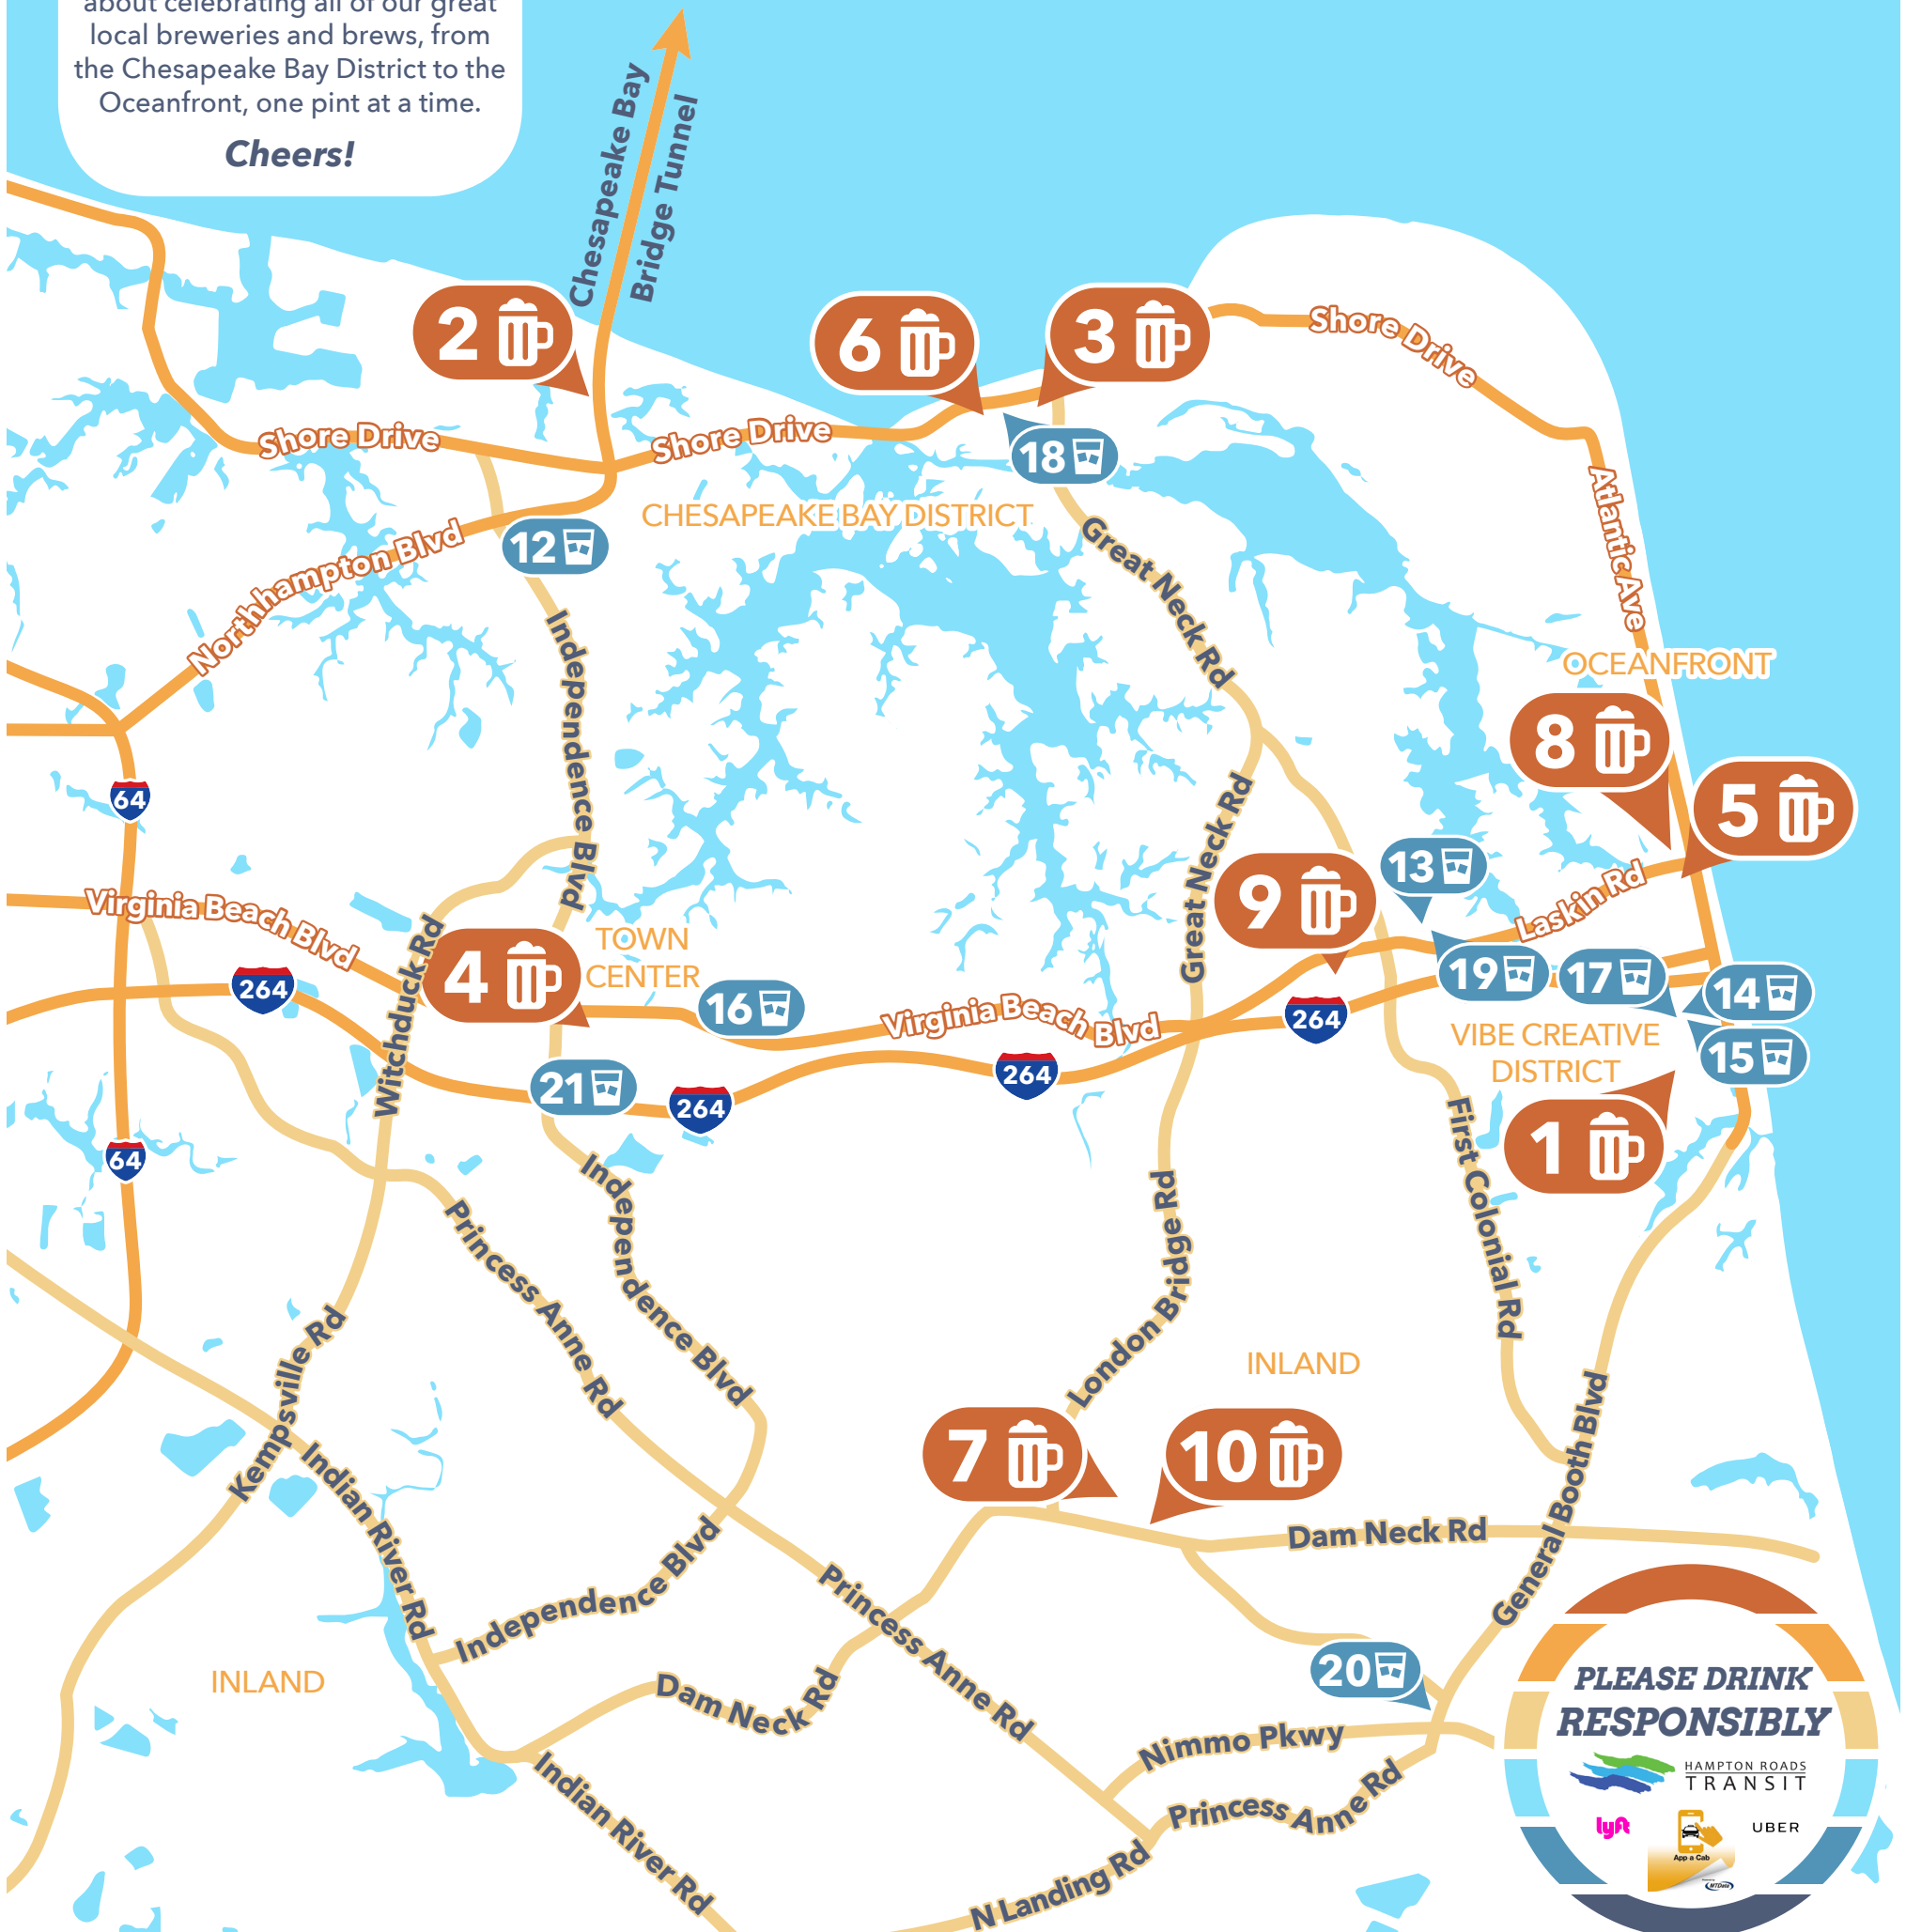 about celebrating all of our great
local breweries and brews, from
the Chesapeake Bay District to the
Oceanfront, one pint at a time.
Cheers!
Chesapeake Bay
Bridge Tunnel
2
6
3
Shore Drive
Shore Drive
Shore Drive
18
Atlantic Ave
CHESAPEAKE BAY DISTRICT
12
Northhampton Blvd
Great Neck Rd
Independence Blvd
OCEANFRONT
8
5
64
Great Neck Rd
13
9
Laskin Rd
Virginia Beach Blvd
Witchduck Rd
TOWN
CENTER
4
264
16
19
17
14
Virginia Beach Blvd
264
VIBE CREATIVE
DISTRICT
15
21
264
264
64
1
First Colonial Rd
Independence Blvd
Princess Anne Rd
London Bridge Rd
Kempsville Rd
INLAND
General Booth Blvd
7
10
Indian River Rd
Dam Neck Rd
Independence Blvd
Princess Anne Rd
INLAND
Dam Neck Rd
20
Nimmo Pkwy
Princess Anne Rd
Indian River Rd
N Landing Rd
PLEASE DRINK
RESPONSIBLY
HAMPTON ROADS
TRANSIT
lyft
UBER
App a Cab
MTData